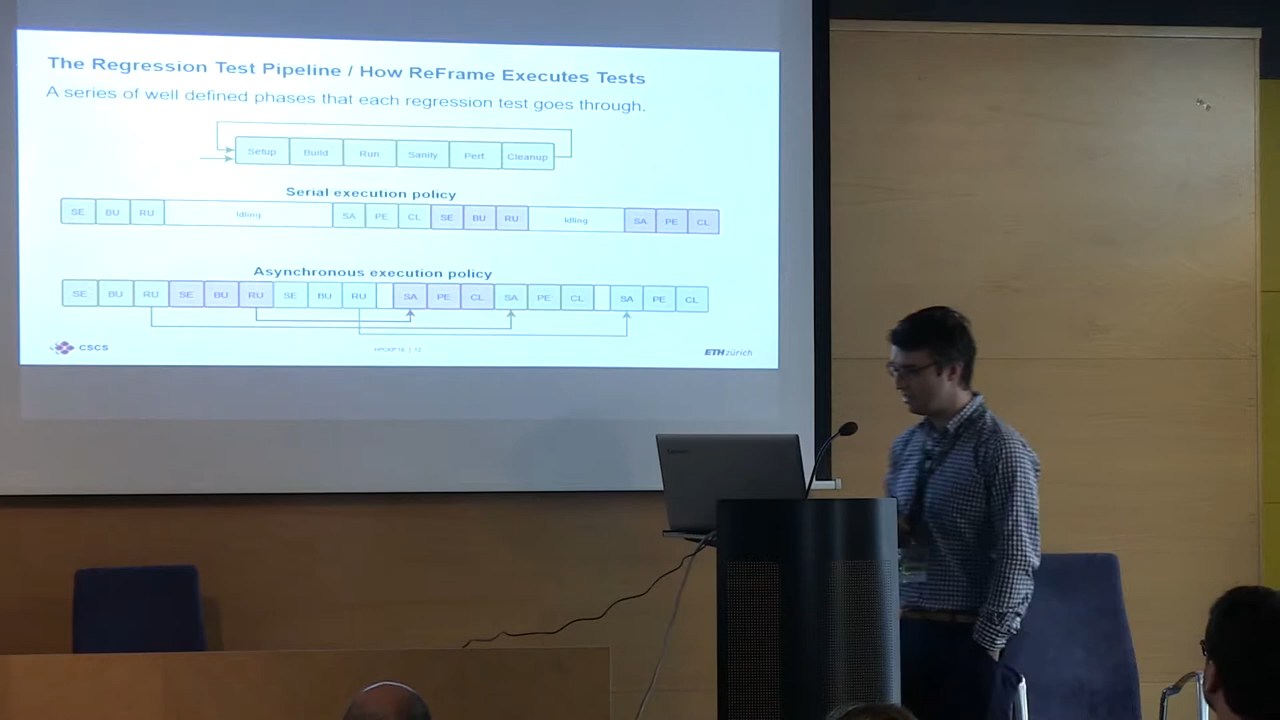 The Regression Test Pipeline / How ReFrame Executes Tests
A series of well defined phases that each regression test goes through.
Setup Build Run Sanity Perf. Cleanup
Serial execution policy
SE BU RU Idling SA PE CL SE BU RU Idling SA PE CL
Asynchronous execution policy
SE BU RU SE BU RU SE BU RU SA PE CL SA PE CL SA PE CL
CSCS
HPCKP'18 | 12
ETH zürich